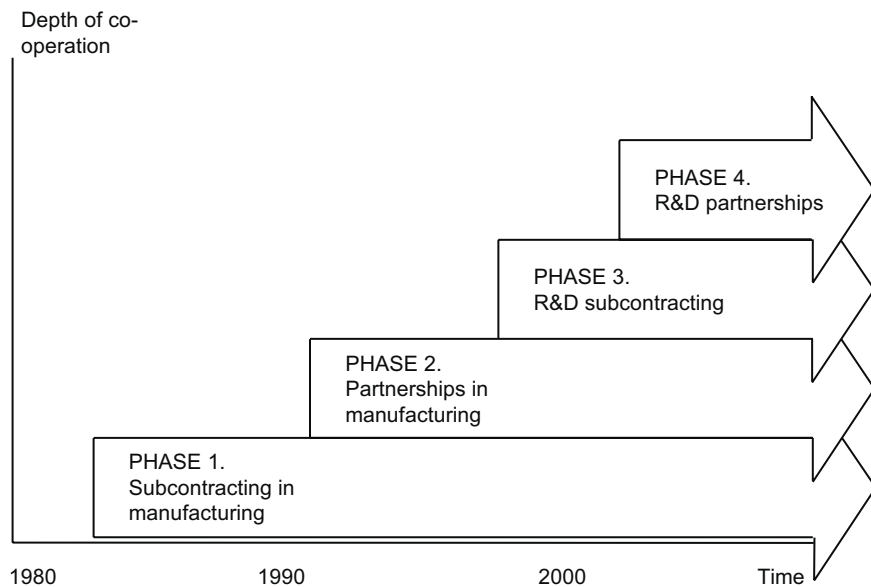 Depth of co-
operation
PHASE 4.
R&D partnerships
PHASE 3.
R&D subcontracting
PHASE 2.
Partnerships in
manufacturing
PHASE 1.
Subcontracting in
manufacturing
1980 1990 2000 Time